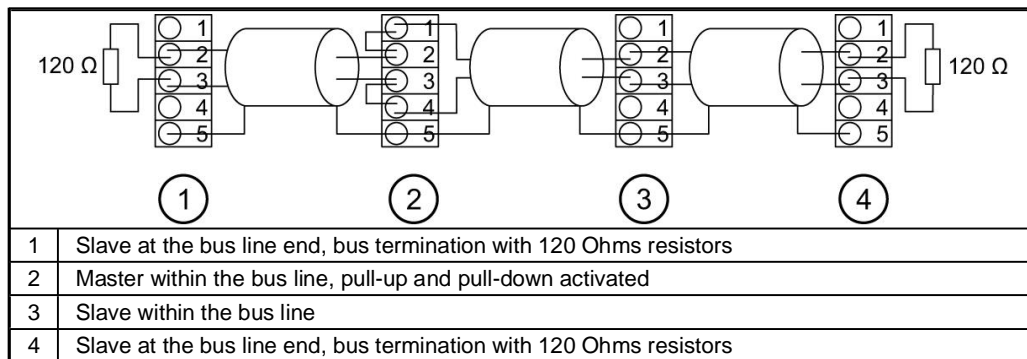 1 1 1 1
2 2 2 2
120 Ω 3 3 3 3 120 Ω
4 4 4 4
5 5 5 5
1 2 3 4
1 Slave at the bus line end, bus termination with 120 Ohms resistors
2 Master within the bus line, pull-up and pull-down activated
3 Slave within the bus line
4 Slave at the bus line end, bus termination with 120 Ohms resistors